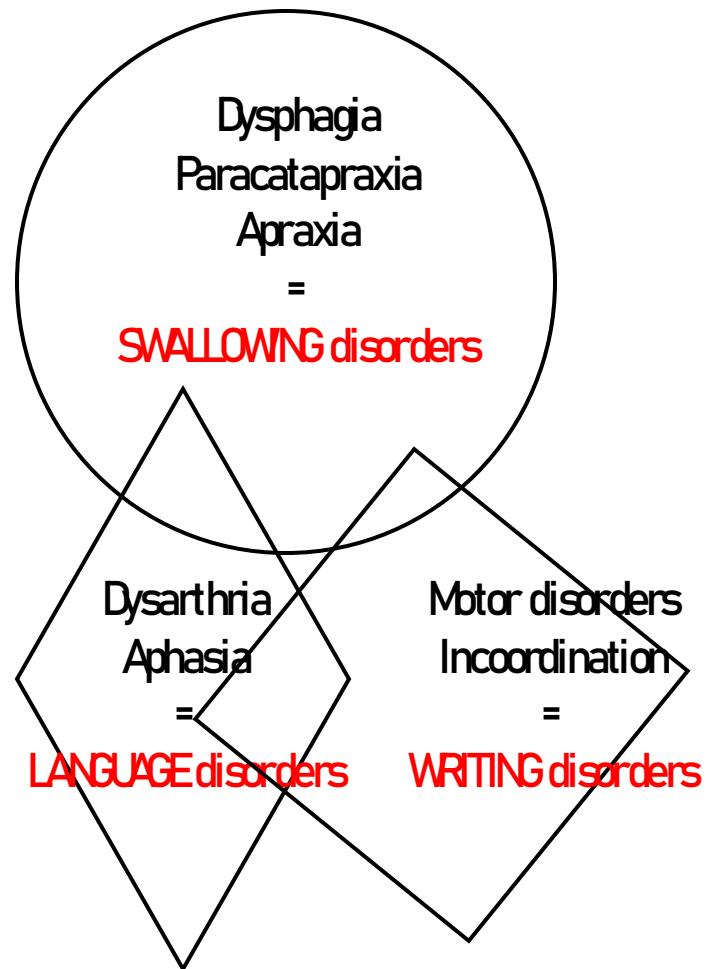 Dysphagia
Paracatapraxia
Apraxia
=
SWALLOWING disorders
Dysarthria
Aphasia
=
LANGUAGE disorders
Motor disorders
Incoordination
=
WRITING disorders